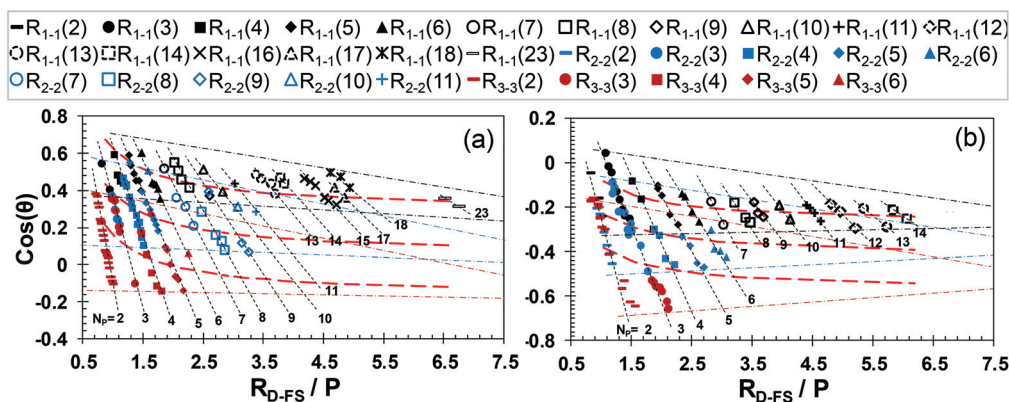 R1-1(2) R1-1(3) R1-1(4) R1-1(5) R1-1(6) R1-1(7) R1-1(8) R1-1(9) R1-1(10) R1-1(11) R1-1(12)
R1-1(13) R1-1(14) R1-1(16) R1-1(17) R1-1(18) R1-1(23) R2-2(2) R2-2(3) R2-2(4) R2-2(5) R2-2(6)
R2-2(7) R2-2(8) R2-2(9) R2-2(10) R2-2(11) R3-3(2) R3-3(3) R3-3(4) R3-3(5) R3-3(6)
(a)
Cos(θ)
0.8
0.6
0.4
0.2
0
-0.2
-0.4
NP= 2 3 4 5 6 7 8 9 10
11
13 14 15 17
18
23
0.5 1.5 2.5 3.5 4.5 5.5 6.5 7.5
RD-FS / P
(b)
0.2
0
-0.2
-0.4
-0.6
-0.8
NP= 2 3 4 5
6
7 8 9 10 11 12 13
14
0.5 1.5 2.5 3.5 4.5 5.5 6.5 7.5
RD-FS / P